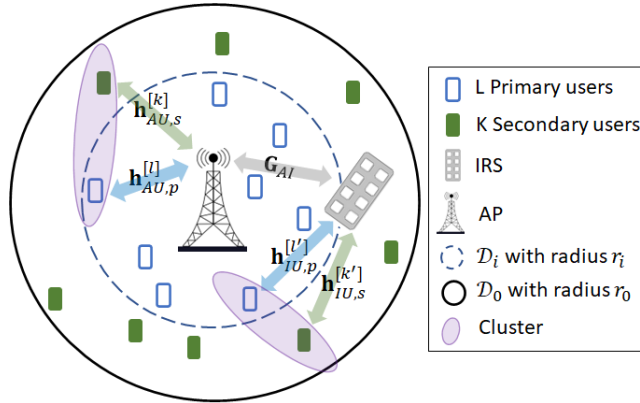 h_{AU,s}^{[k]}
h_{AU,p}^{[l]}
G_{AI}
h_{IU,p}^{[l']}
h_{IU,s}^{[k']}
L Primary users
K Secondary users
IRS
AP
𝒟_i with radius r_i
𝒟_0 with radius r_0
Cluster